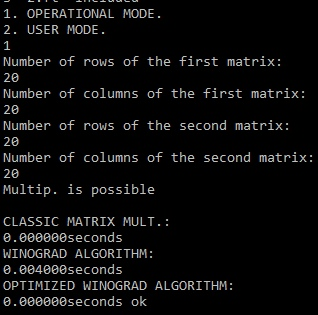 1. OPERATIONAL MODE.
2. USER MODE.
1
Number of rows of the first matrix:
20
Number of columns of the first matrix:
20
Number of rows of the second matrix:
20
Number of columns of the second matrix:
20
Multip. is possible
CLASSIC MATRIX MULT.:
0.000000seconds
WINOGRAD ALGORITHM:
0.004000seconds
OPTIMIZED WINOGRAD ALGORITHM:
0.000000seconds ok